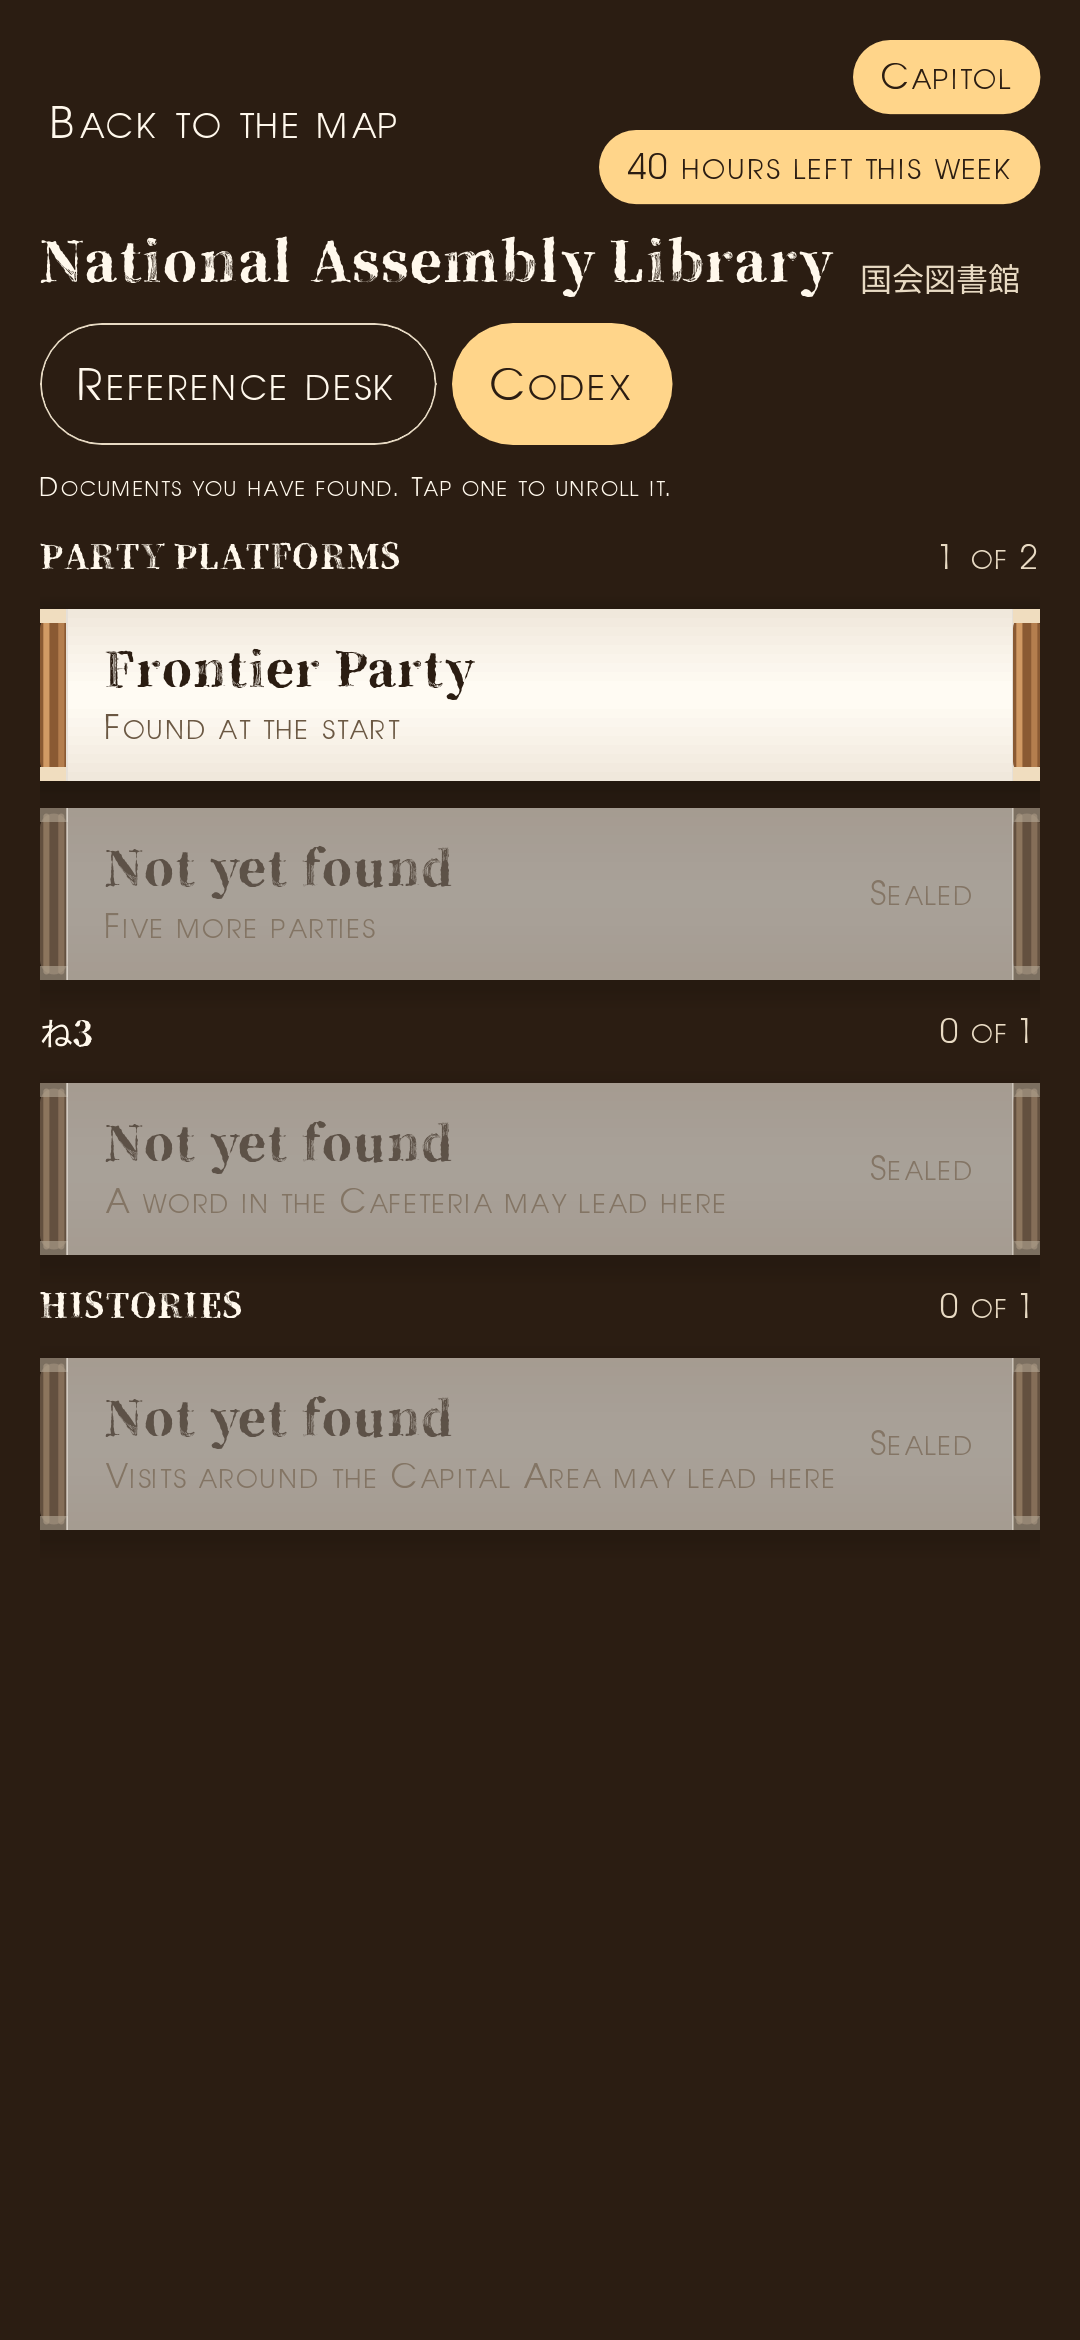 Capitol
Back to the map
40 hours left this week
National Assembly Library 国会図書館
Reference desk
Codex
Documents you have found. Tap one to unroll it.
PARTY PLATFORMS
1 of 2
Frontier Party
Found at the start
Not yet found
Five more parties
Sealed
ね3
0 of 1
Not yet found
A word in the Cafeteria may lead here
Sealed
HISTORIES
0 of 1
Not yet found
Visits around the Capital Area may lead here
Sealed